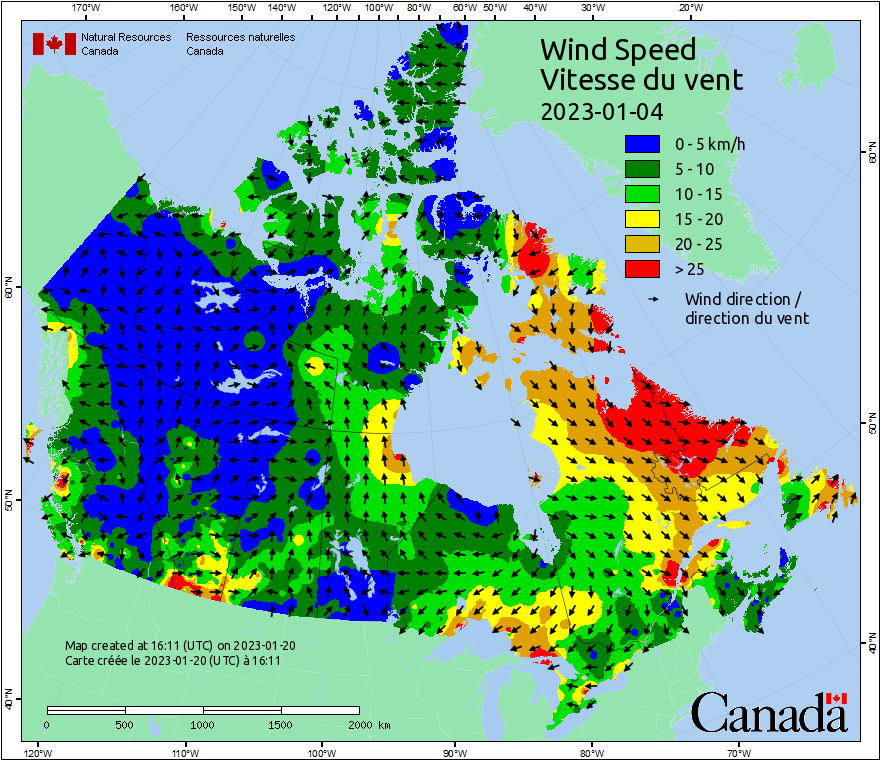 170°W 160°W 150°W 140°W 130°W 120°W 110°W 100°W 90°W 80°W 70°W 60°W 50°W 40°W 30°W 20°W
Natural Resources Canada
Ressources naturelles Canada
Wind Speed
Vitesse du vent
2023-01-04
0 - 5 km/h
5 - 10
10 - 15
15 - 20
20 - 25
> 25
Wind direction /
direction du vent
60°N
60°N
50°N
50°N
40°N
40°N
Map created at 16:11 (UTC) on 2023-01-20
Carte créée le 2023-01-20 (UTC) à 16:11
0 500 1000 1500 2000 km
Canada
120°W 110°W 100°W 90°W 80°W 70°W